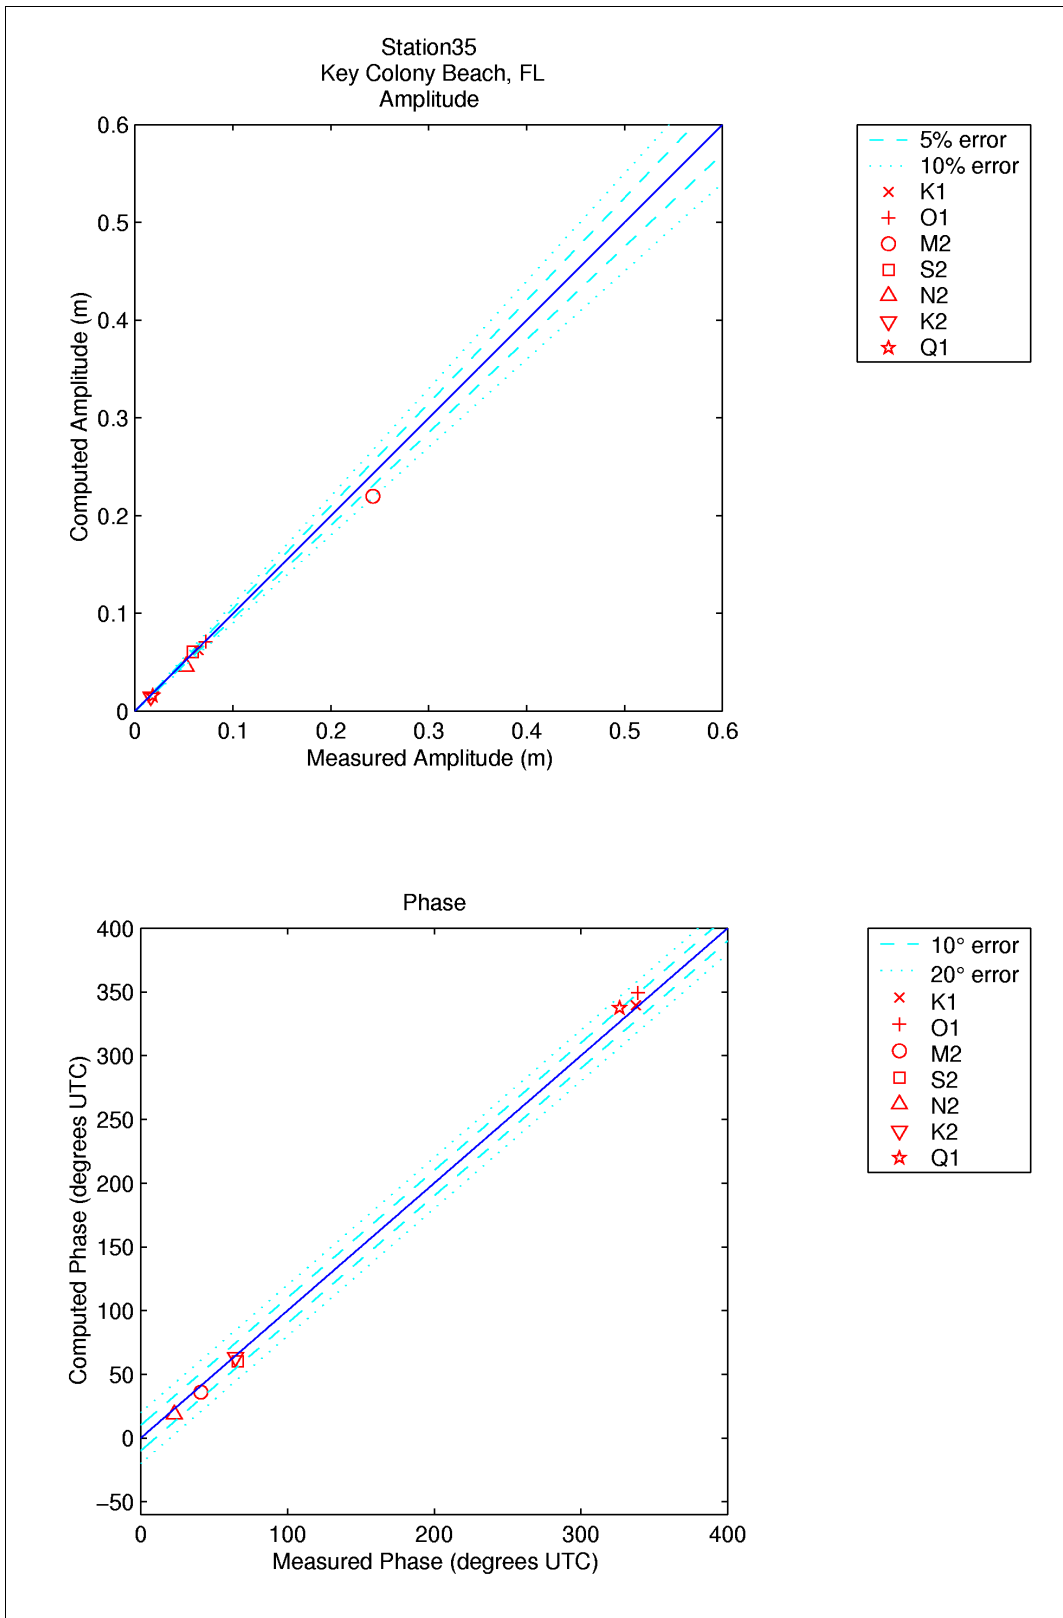 Station35
Key Colony Beach, FL
Amplitude
0.6
0.5
0.4
0.3
0.2
0.1
0
0 0.1 0.2 0.3 0.4 0.5 0.6
Computed Amplitude (m)
Measured Amplitude (m)
5% error
10% error
K1
O1
M2
S2
N2
K2
Q1
Phase
400
350
300
250
200
150
100
50
0
−50
0 100 200 300 400
Computed Phase (degrees UTC)
Measured Phase (degrees UTC)
10° error
20° error
K1
O1
M2
S2
N2
K2
Q1